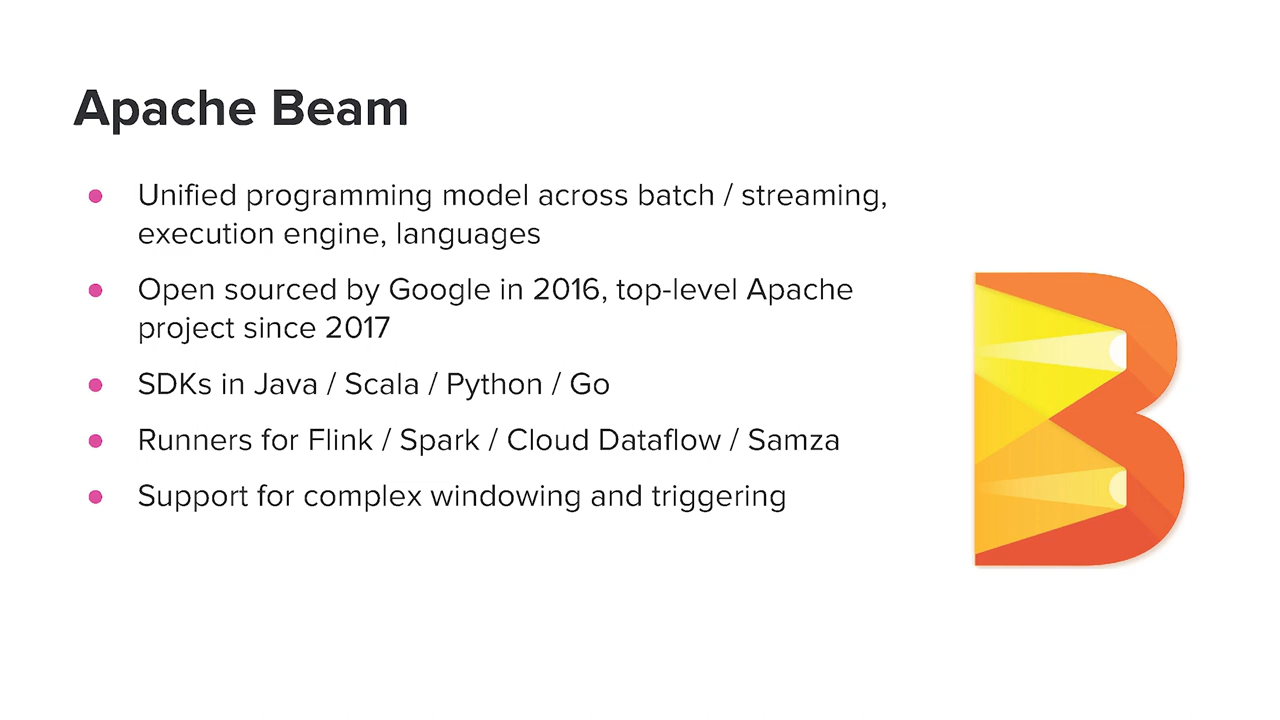 Apache Beam
● Unified programming model across batch / streaming,
execution engine, languages
● Open sourced by Google in 2016, top-level Apache
project since 2017
● SDKs in Java / Scala / Python / Go
● Runners for Flink / Spark / Cloud Dataflow / Samza
● Support for complex windowing and triggering